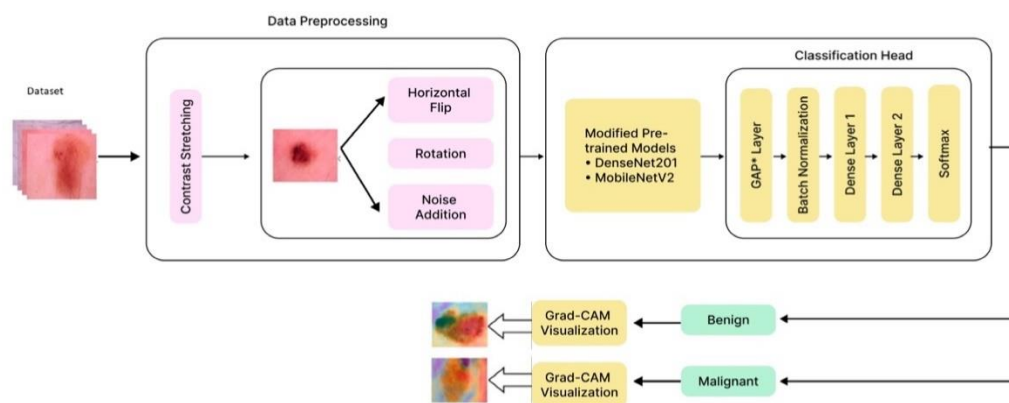 Data Preprocessing
Dataset
Contrast Stretching
Horizontal
Flip
Rotation
Noise
Addition
Classification Head
Modified Pre-
trained Models
• DenseNet201
• MobileNetV2
GAP* Layer
Batch Normalization
Dense Layer 1
Dense Layer 2
Softmax
Grad-CAM
Visualization
Benign
Grad-CAM
Visualization
Malignant